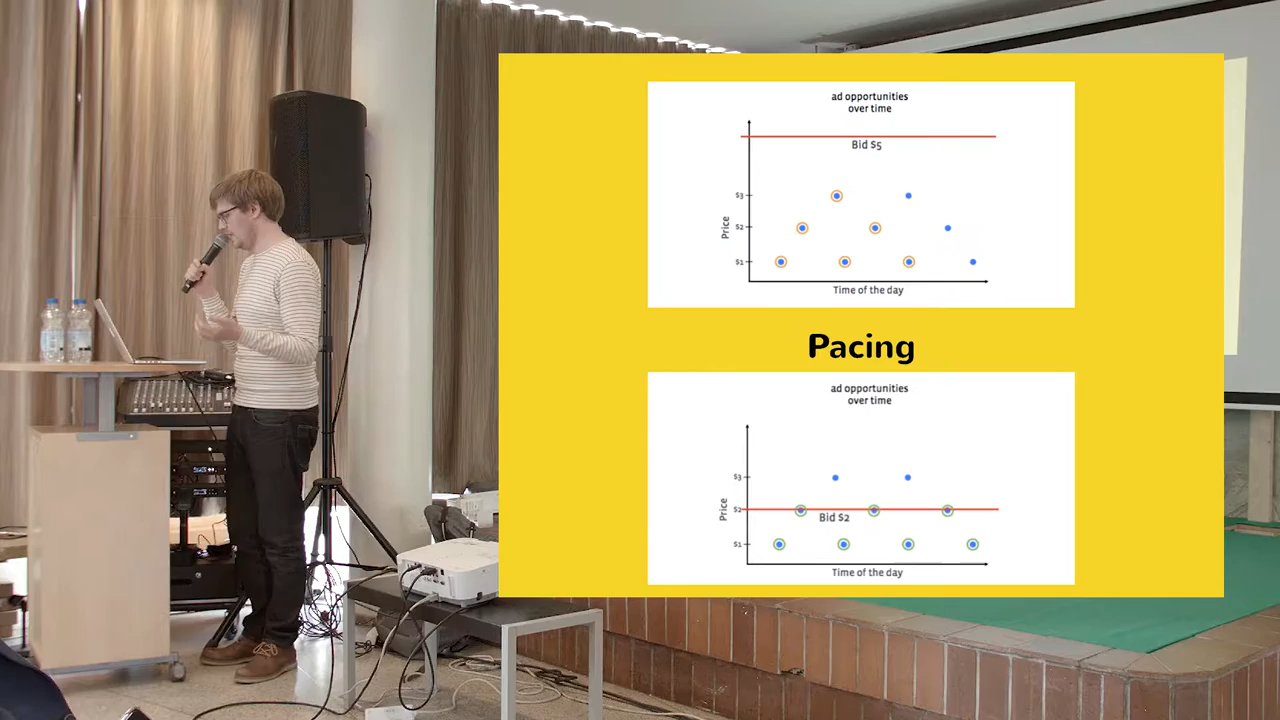 ad opportunities
over time
Bid $5
$3
$2
$1
Price
Time of the day
Pacing
ad opportunities
over time
$3
$2
$1
Bid $2
Price
Time of the day